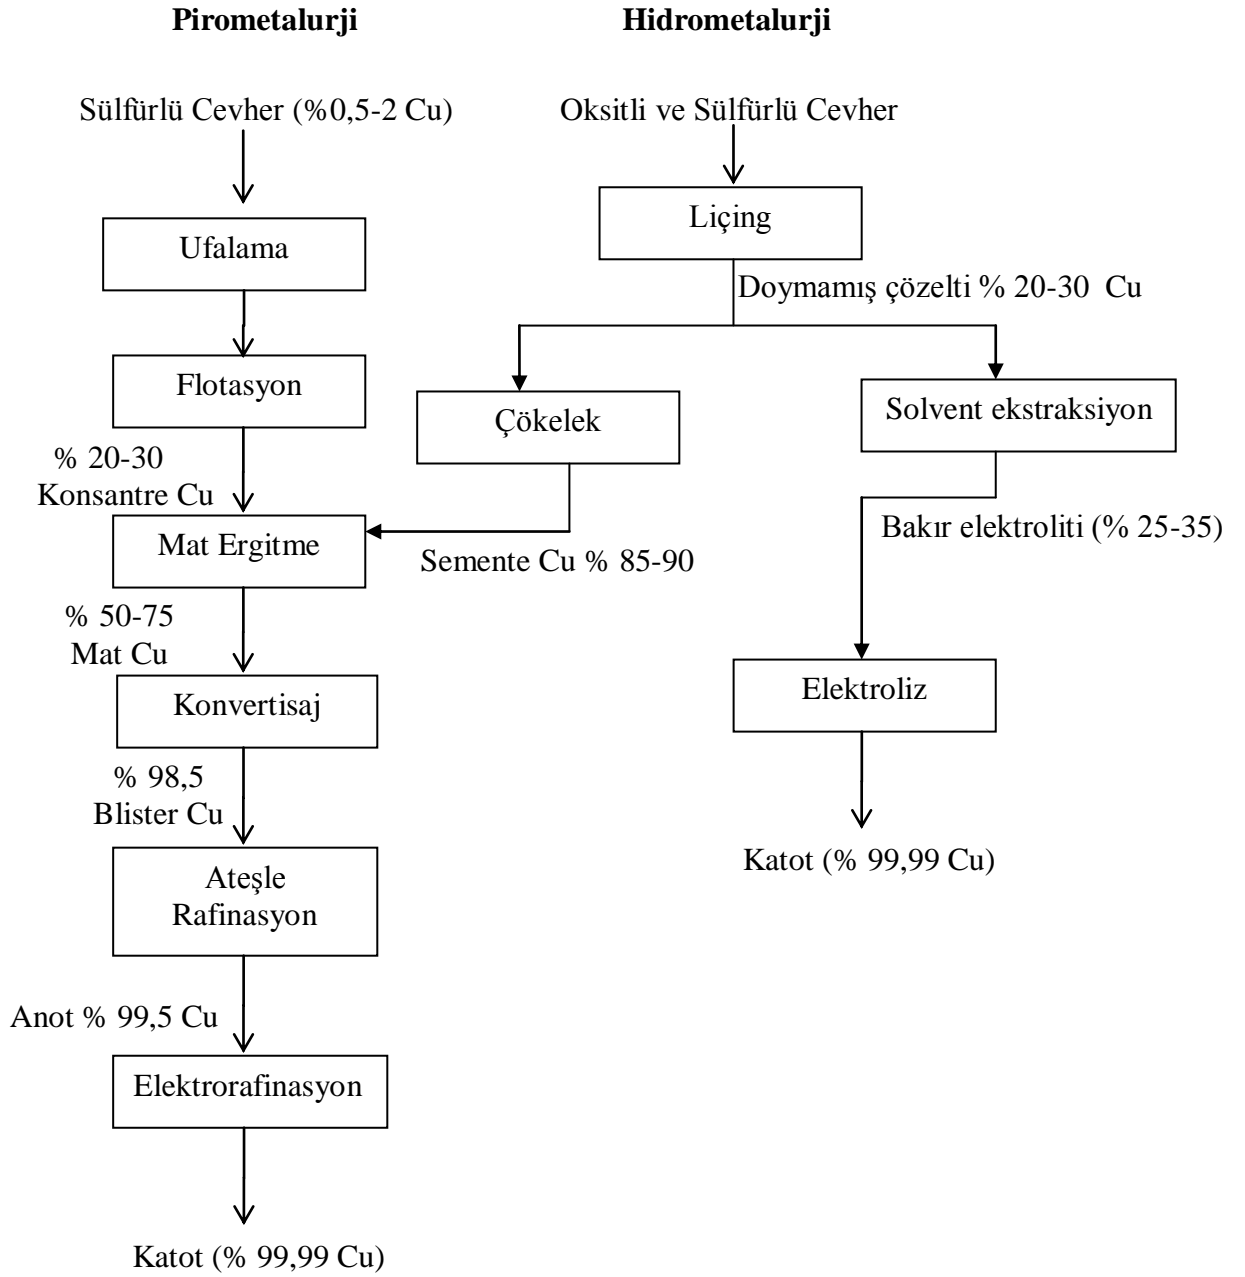 Pirometalurji
Sülfürlü Cevher (%0,5-2 Cu)
Ufalama
Flotasyon
% 20-30
Konsantre Cu
Mat Ergitme
% 50-75
Mat Cu
Konvertisaj
% 98,5
Blister Cu
Ateşle
Rafinasyon
Anot % 99,5 Cu
Elektrorafinasyon
Katot (% 99,99 Cu)
Hidrometalurji
Oksitli ve Sülfürlü Cevher
Liçing
Doymamış çözelti % 20-30 Cu
Çökelek
Semente Cu % 85-90
Solvent ekstraksiyon
Bakır elektroliti (% 25-35)
Elektroliz
Katot (% 99,99 Cu)